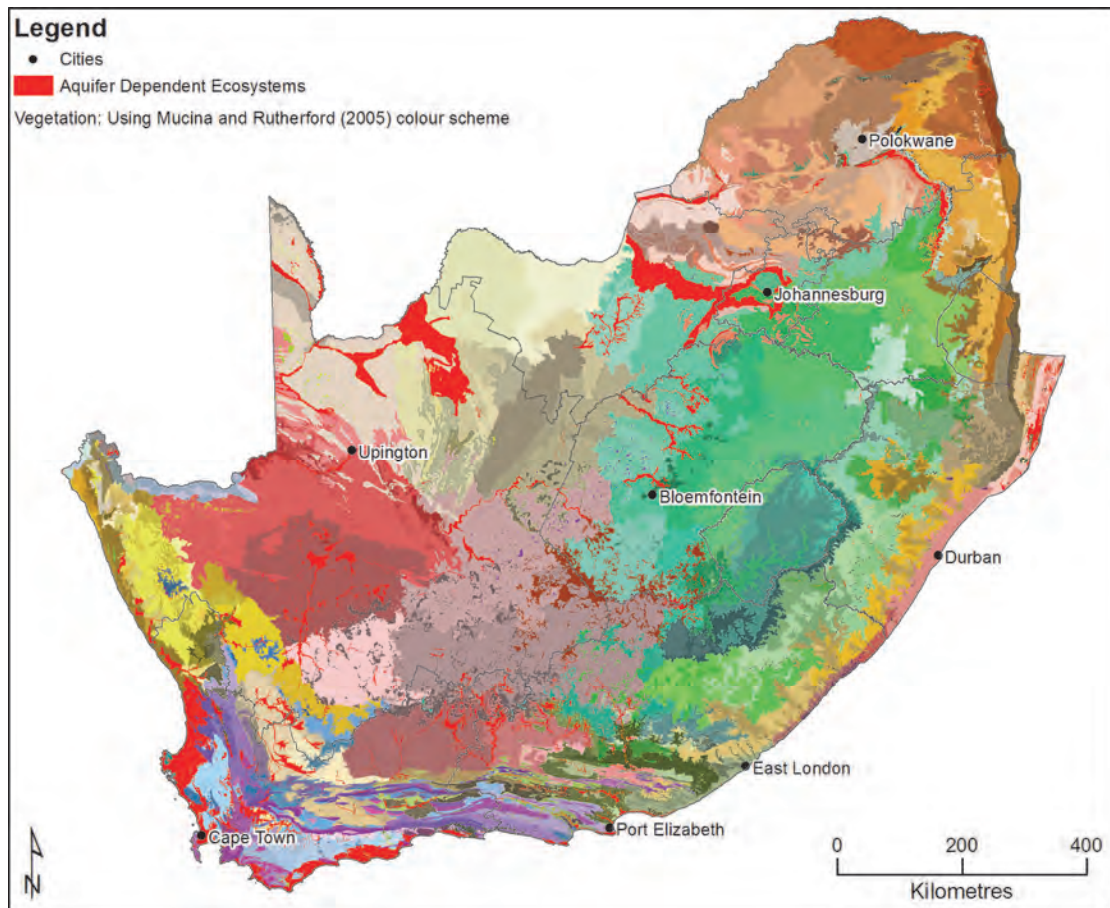 Legend
Cities
Aquifer Dependent Ecosystems
Vegetation: Using Mucina and Rutherford (2005) colour scheme
Polokwane
Johannesburg
Upington
Bloemfontein
Durban
East London
Port Elizabeth
Cape Town
N
0 200 400
Kilometres